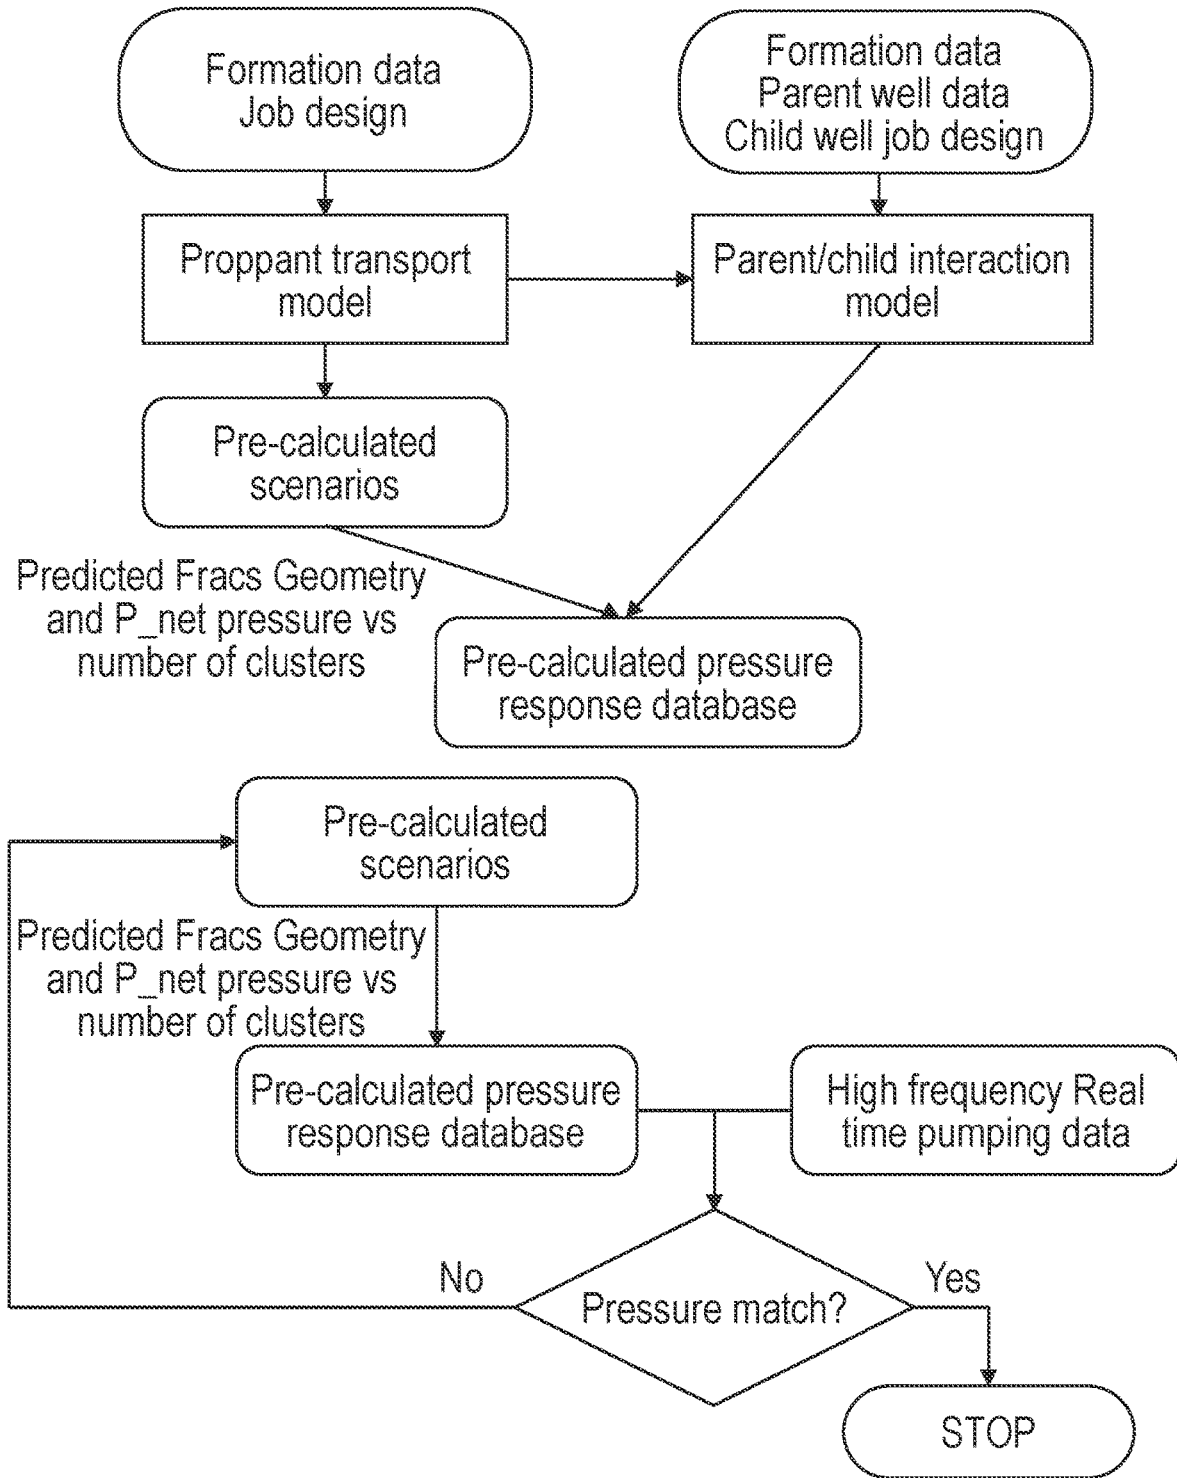 Formation data
Job design
Formation data
Parent well data
Child well job design
Proppant transport
model
Parent/child interaction
model
Pre-calculated
scenarios
Predicted Fracs Geometry
and P_net pressure vs
number of clusters
Pre-calculated pressure
response database
Pre-calculated
scenarios
Predicted Fracs Geometry
and P_net pressure vs
number of clusters
Pre-calculated pressure
response database
High frequency Real
time pumping data
No
Yes
Pressure match?
STOP